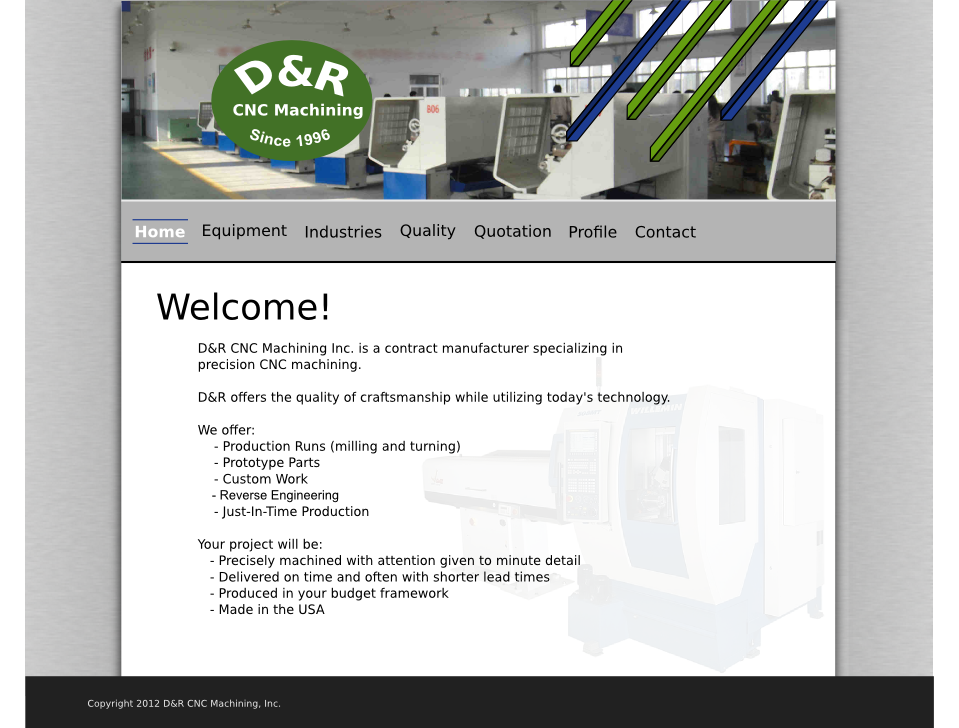 D&R
CNC Machining
Since 1996
B06
Home Equipment Industries Quality Quotation Profile Contact
Welcome!
D&R CNC Machining Inc. is a contract manufacturer specializing in
precision CNC machining.
D&R offers the quality of craftsmanship while utilizing today's technology.
We offer:
- Production Runs (milling and turning)
- Prototype Parts
- Custom Work
- Reverse Engineering
- Just-In-Time Production
Your project will be:
- Precisely machined with attention given to minute detail
- Delivered on time and often with shorter lead times
- Produced in your budget framework
- Made in the USA
Copyright 2012 D&R CNC Machining, Inc.